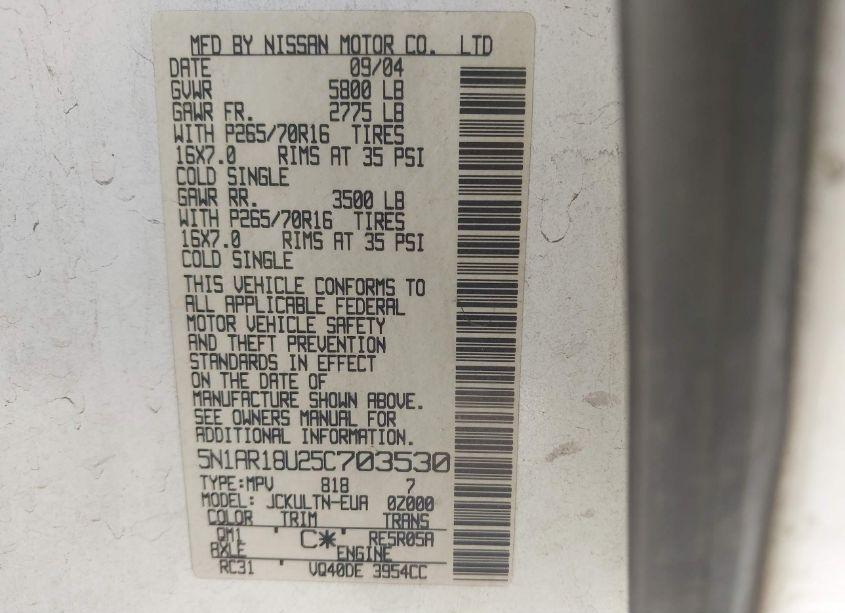 MFD BY NISSAN MOTOR CO. LTD
DATE 09/04
GVWR 5800 LB
GAWR FR. 2775 LB
WITH P265/70R16 TIRES
16X7.0 RIMS AT 35 PSI
COLD SINGLE
GAWR RR. 3500 LB
WITH P265/70R16 TIRES
16X7.0 RIMS AT 35 PSI
COLD SINGLE
THIS VEHICLE CONFORMS TO
ALL APPLICABLE FEDERAL
MOTOR VEHICLE SAFETY
AND THEFT PREVENTION
STANDARDS IN EFFECT
ON THE DATE OF
MANUFACTURE SHOWN ABOVE.
SEE OWNERS MANUAL FOR
ADDITIONAL INFORMATION.
5N1AR18U25C703530
TYPE:MPV 818 7
MODEL: JCKULTN-EUA 0Z000
COLOR TRIM TRANS
QM1 ' C* ' RE5R05A
AXLE ENGINE
RC31 VQ40DE 3954CC